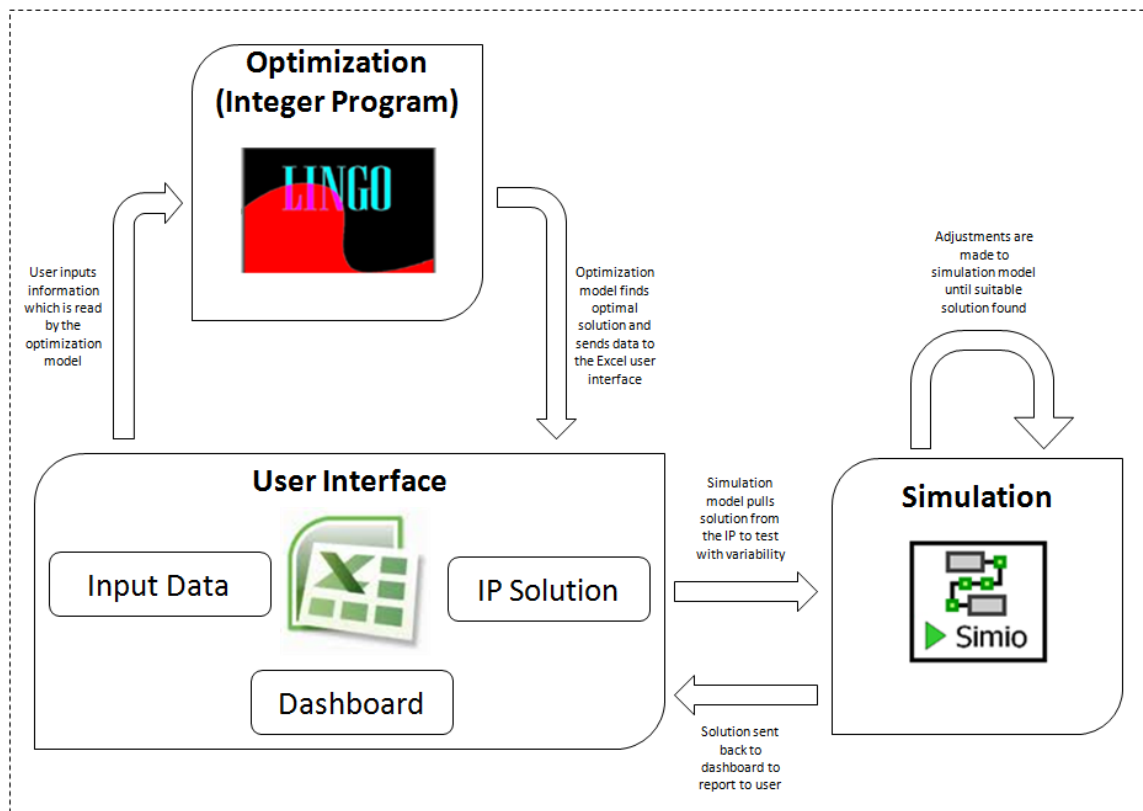 Optimization
(Integer Program)
LINGO
User inputs
information
which is read
by the
optimization
model
Optimization
model finds
optimal
solution and
sends data to
the Excel user
interface
Adjustments are
made to
simulation model
until suitable
solution found
User Interface
Input Data
IP Solution
Dashboard
Simulation
model pulls
solution from
the IP to test
with variability
Simulation
Simio
Solution sent
back to
dashboard to
report to user